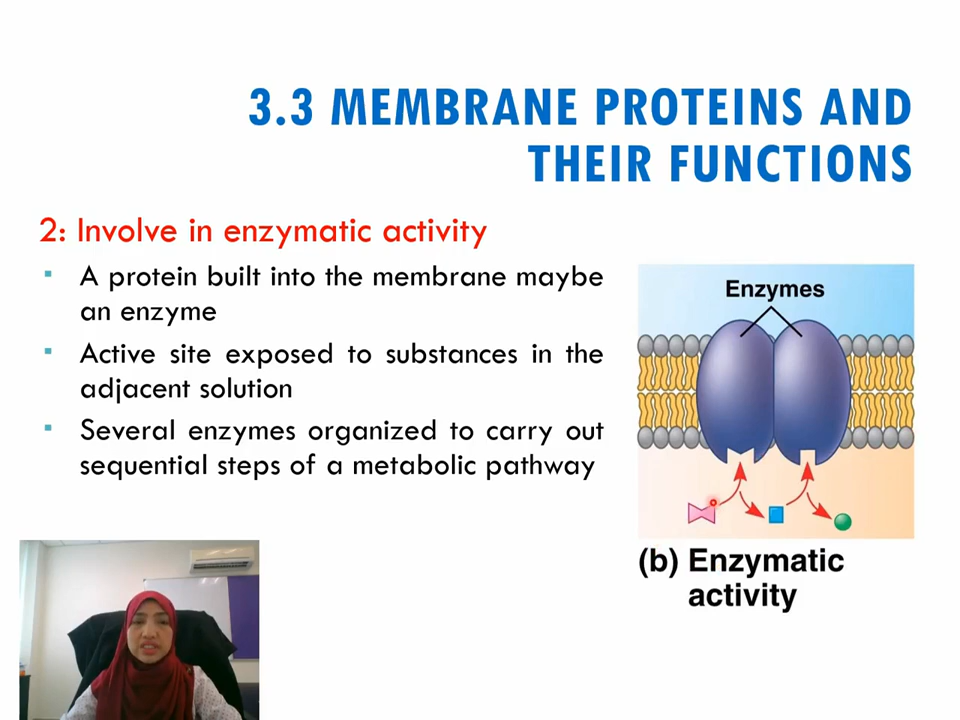 3.3 MEMBRANE PROTEINS AND
THEIR FUNCTIONS
2: Involve in enzymatic activity
▪ A protein built into the membrane maybe
an enzyme
▪ Active site exposed to substances in the
adjacent solution
▪ Several enzymes organized to carry out
sequential steps of a metabolic pathway
Enzymes
(b) Enzymatic
activity